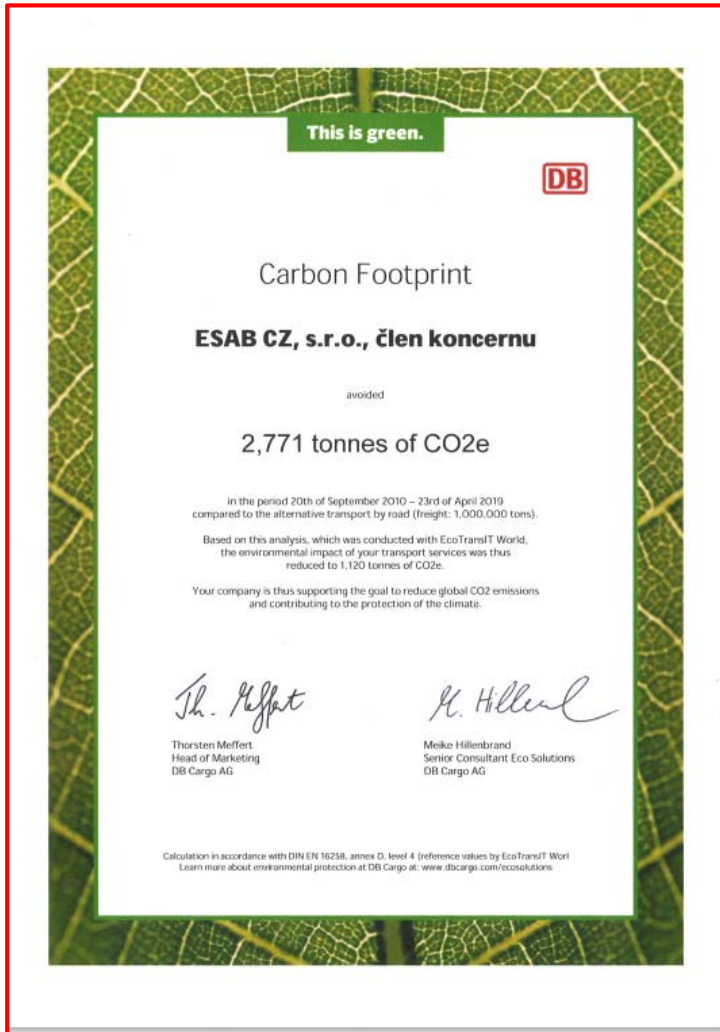 This is green.
DB
Carbon Footprint
ESAB CZ, s.r.o., člen koncernu
avoided
2,771 tonnes of CO2e
in the period 20th of September 2010 – 23rd of April 2019
compared to the alternative transport by road (freight: 1,000,000 tons).
Based on this analysis, which was conducted with EcoTransIT World,
the environmental impact of your transport services was thus
reduced to 1,120 tonnes of CO2e.
Your company is thus supporting the goal to reduce global CO2 emissions
and contributing to the protection of the climate.
Th. Meffert
M. Hillenbrand
Thorsten Meffert
Head of Marketing
DB Cargo AG
Meike Hillenbrand
Senior Consultant Eco Solutions
DB Cargo AG
Calculation in accordance with DIN EN 16258, annex D, level 4 (reference values by EcoTransIT Worl
Learn more about environmental protection at DB Cargo at: www.dbcargo.com/ecosolutions